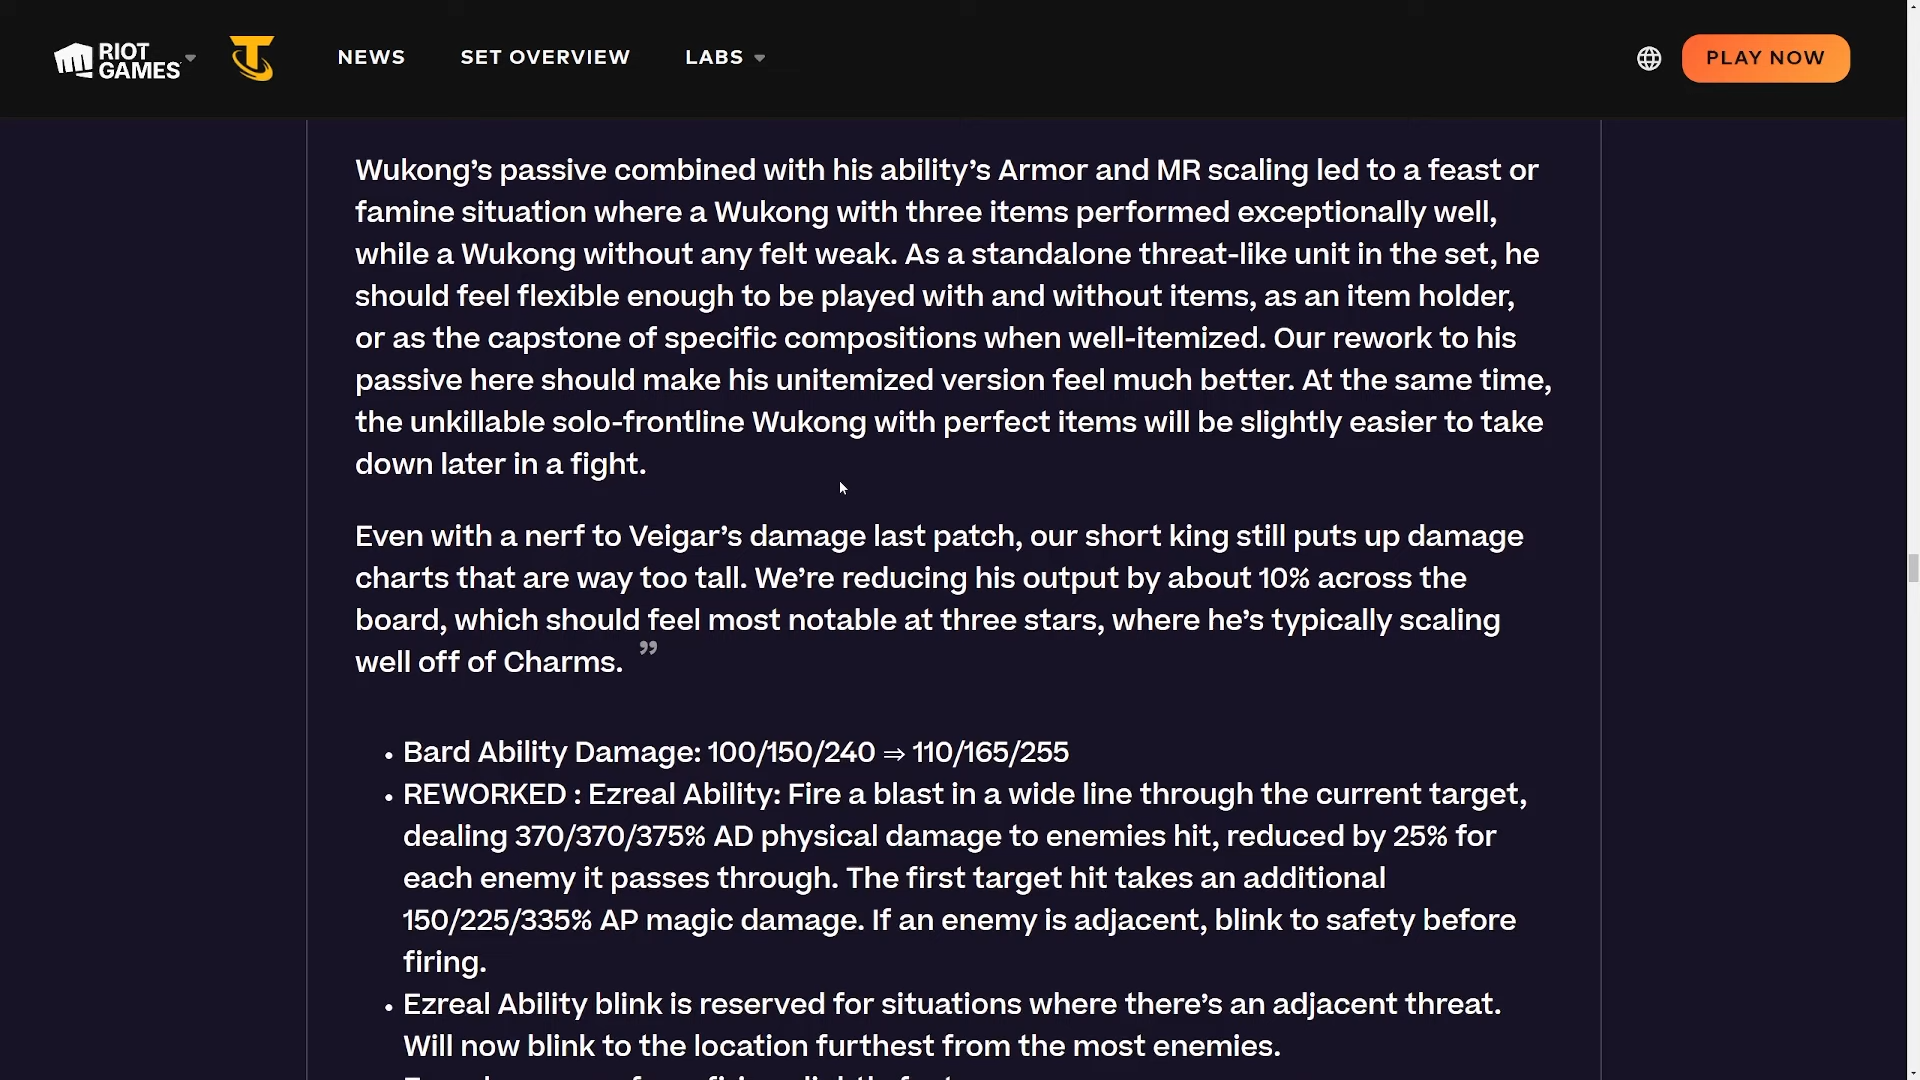 RIOT GAMES
NEWS
SET OVERVIEW
LABS
PLAY NOW
Wukong’s passive combined with his ability’s Armor and MR scaling led to a feast or
famine situation where a Wukong with three items performed exceptionally well,
while a Wukong without any felt weak. As a standalone threat-like unit in the set, he
should feel flexible enough to be played with and without items, as an item holder,
or as the capstone of specific compositions when well-itemized. Our rework to his
passive here should make his unitemized version feel much better. At the same time,
the unkillable solo-frontline Wukong with perfect items will be slightly easier to take
down later in a fight.
Even with a nerf to Veigar’s damage last patch, our short king still puts up damage
charts that are way too tall. We’re reducing his output by about 10% across the
board, which should feel most notable at three stars, where he’s typically scaling
well off of Charms. ”
• Bard Ability Damage: 100/150/240 ⇒ 110/165/255
• REWORKED : Ezreal Ability: Fire a blast in a wide line through the current target,
dealing 370/370/375% AD physical damage to enemies hit, reduced by 25% for
each enemy it passes through. The first target hit takes an additional
150/225/335% AP magic damage. If an enemy is adjacent, blink to safety before
firing.
• Ezreal Ability blink is reserved for situations where there’s an adjacent threat.
Will now blink to the location furthest from the most enemies.